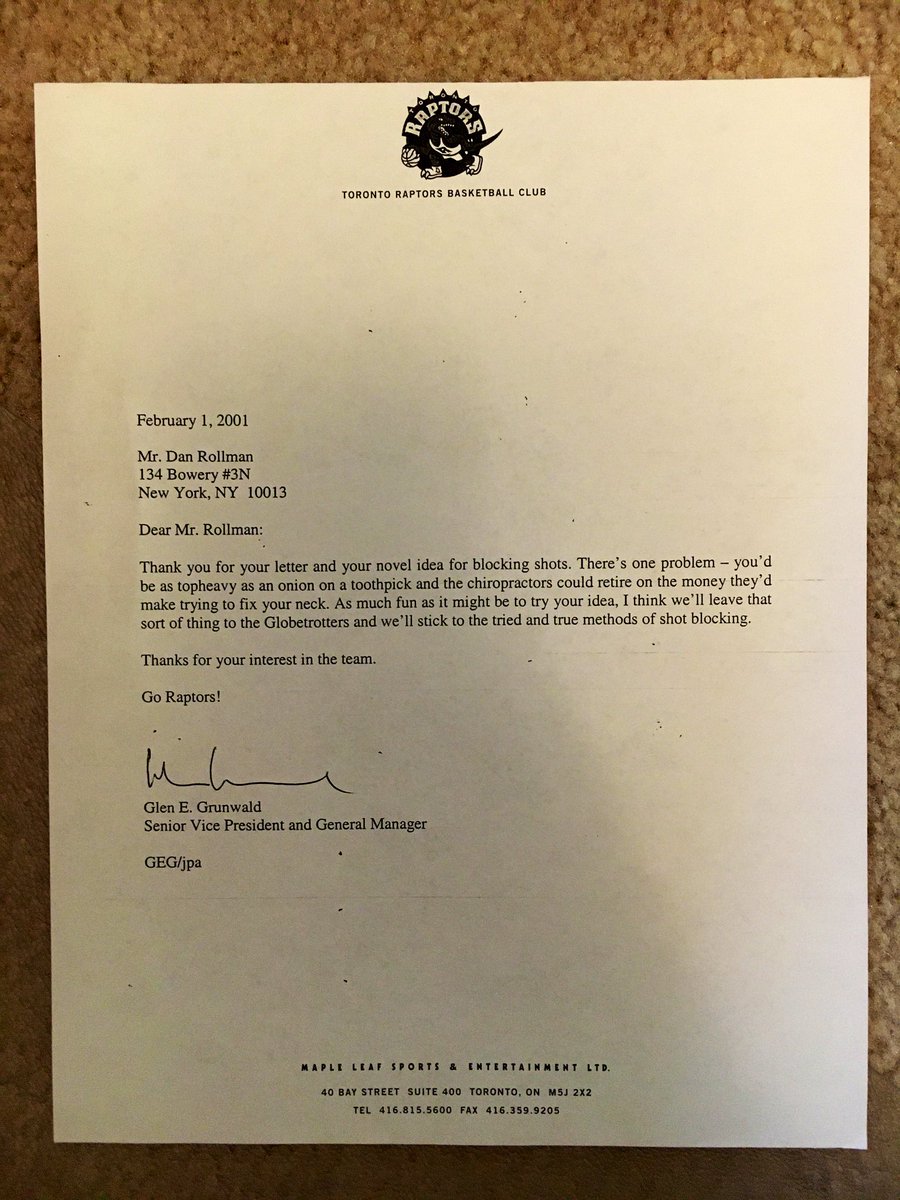 TORONTO
RAPTORS
TORONTO RAPTORS BASKETBALL CLUB
February 1, 2001
Mr. Dan Rollman
134 Bowery #3N
New York, NY 10013
Dear Mr. Rollman:
Thank you for your letter and your novel idea for blocking shots. There's one problem – you'd
be as topheavy as an onion on a toothpick and the chiropractors could retire on the money they'd
make trying to fix your neck. As much fun as it might be to try your idea, I think we'll leave that
sort of thing to the Globetrotters and we'll stick to the tried and true methods of shot blocking.
Thanks for your interest in the team.
Go Raptors!
Glen E. Grunwald
Senior Vice President and General Manager
GEG/jpa
MAPLE LEAF SPORTS & ENTERTAINMENT LTD.
40 BAY STREET SUITE 400 TORONTO, ON M5J 2X2
TEL 416.815.5600 FAX 416.359.9205